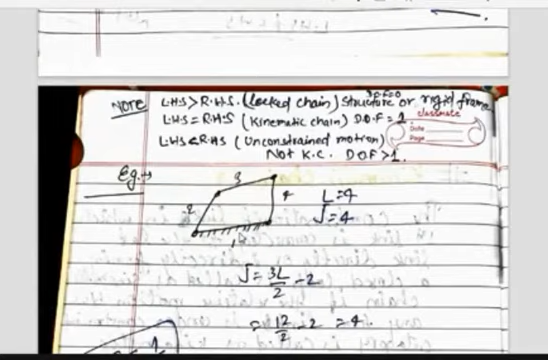 NOTE L.H.S > R.H.S. (Locked chain) Structure or rigid frame D.O.F=0
L.H.S = R.H.S (Kinematic chain) D.O.F = 1
L.H.S < R.H.S (Unconstrained motion)
Not K.C. D.O.F > 1.
classmate
Date
Page
Eg.→
3
2
4
1
L=4
J=4
J = 3L/2 - 2
= 12/2 - 2 = 4.